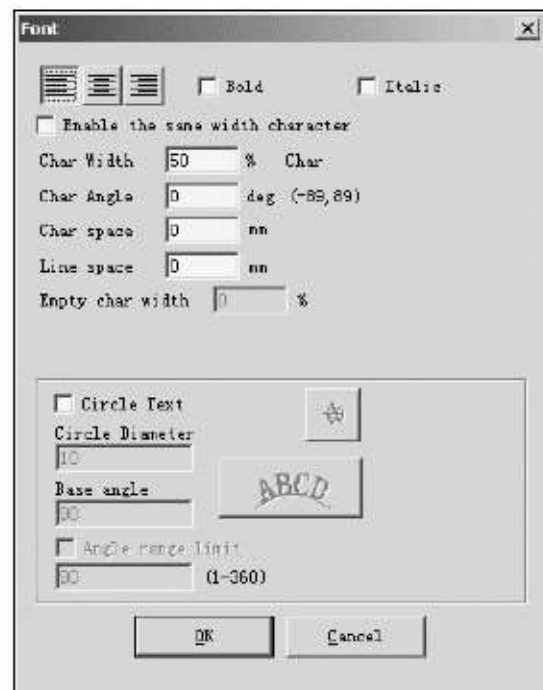 Font
Bold Italic
Enable the same width character
Char Width 50 % Char
Char Angle 0 deg (-89,89)
Char space 0 mm
Line space 0 mm
Empty char width 0 %
Circle Text
Circle Diameter
10
Base angle
90
ABCD
Angle range limit
90 (1-360)
OK Cancel